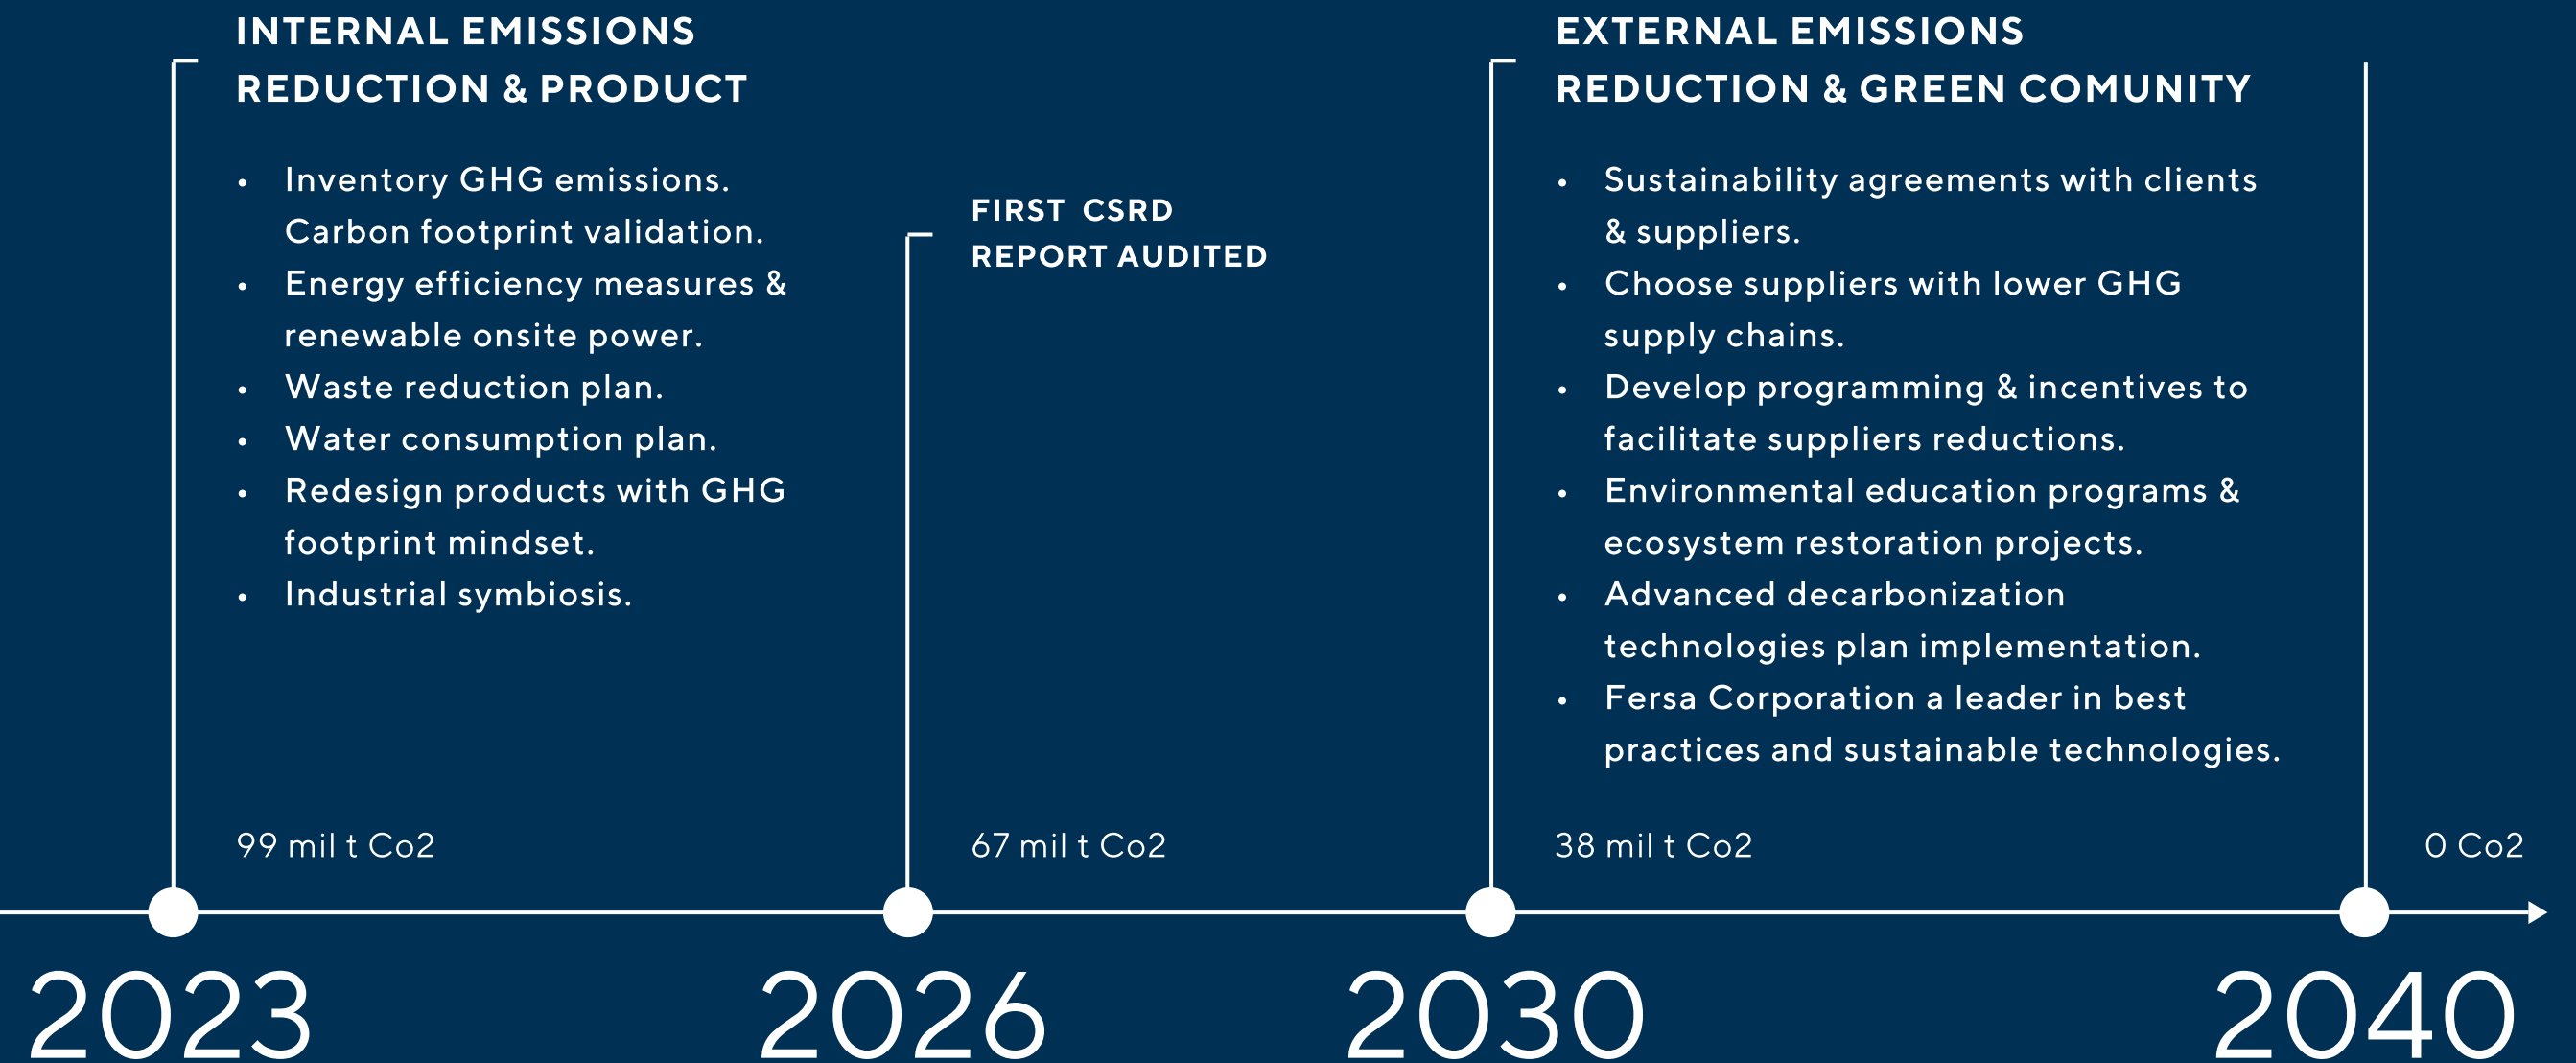 INTERNAL EMISSIONS
REDUCTION & PRODUCT
• Inventory GHG emissions.
Carbon footprint validation.
• Energy efficiency measures &
renewable onsite power.
• Waste reduction plan.
• Water consumption plan.
• Redesign products with GHG
footprint mindset.
• Industrial symbiosis.
99 mil t Co2
2023
FIRST CSRD
REPORT AUDITED
67 mil t Co2
2026
EXTERNAL EMISSIONS
REDUCTION & GREEN COMUNITY
• Sustainability agreements with clients
& suppliers.
• Choose suppliers with lower GHG
supply chains.
• Develop programming & incentives to
facilitate suppliers reductions.
• Environmental education programs &
ecosystem restoration projects.
• Advanced decarbonization
technologies plan implementation.
• Fersa Corporation a leader in best
practices and sustainable technologies.
38 mil t Co2
2030
0 Co2
2040